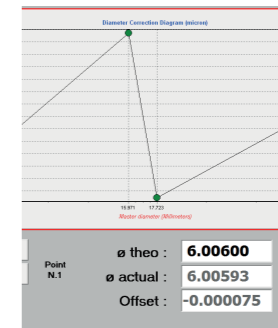 Diameter Correction Diagram (micron)
15.971 17.723
Master diameter (Millimeters)
ø theo : 6.00600
Point
N.1
ø actual : 6.00593
Offset : -0.000075